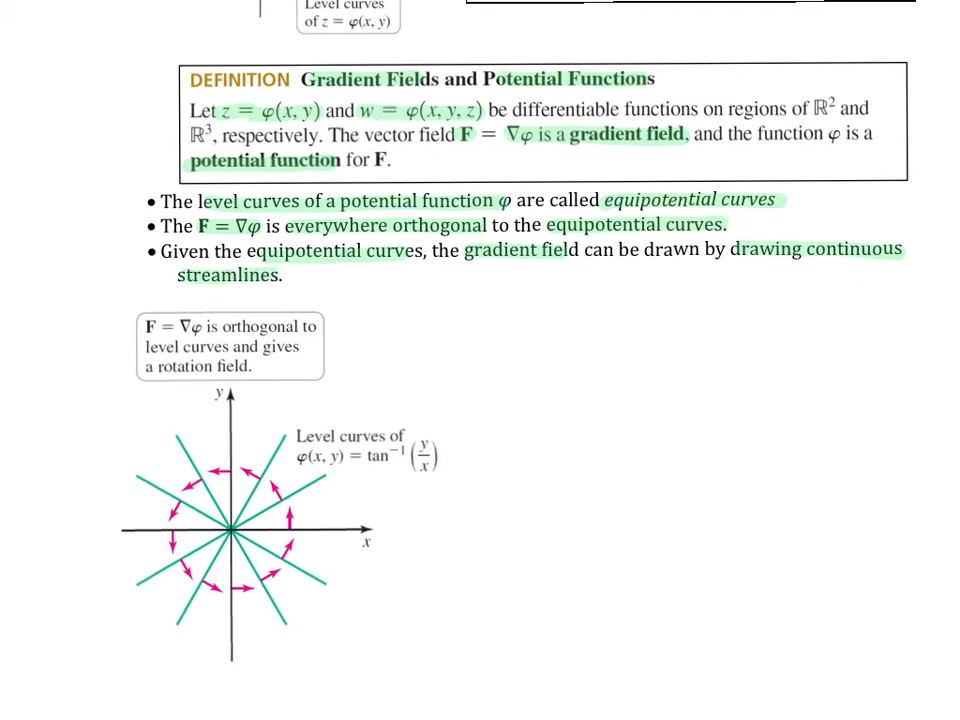 Level curves
of z = φ(x, y)
DEFINITION Gradient Fields and Potential Functions
Let z = φ(x, y) and w = φ(x, y, z) be differentiable functions on regions of ℝ² and
ℝ³, respectively. The vector field F = ∇φ is a gradient field, and the function φ is a
potential function for F.
• The level curves of a potential function φ are called equipotential curves
• The F = ∇φ is everywhere orthogonal to the equipotential curves.
• Given the equipotential curves, the gradient field can be drawn by drawing continuous
streamlines.
F = ∇φ is orthogonal to
level curves and gives
a rotation field.
y
Level curves of
φ(x, y) = tan⁻¹ (y/x)
x